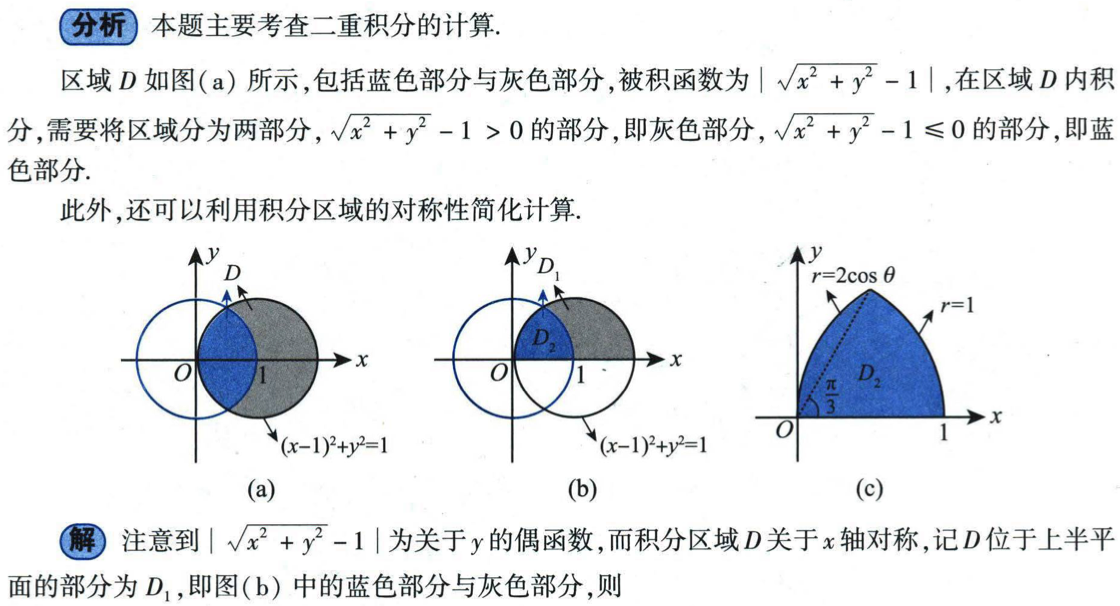 分析 本题主要考查二重积分的计算.
区域 D 如图(a) 所示,包括蓝色部分与灰色部分,被积函数为 | √(x² + y²) - 1 | ,在区域 D 内积
分,需要将区域分为两部分, √(x² + y²) - 1 > 0 的部分,即灰色部分, √(x² + y²) - 1 ≤ 0 的部分,即蓝
色部分.
此外,还可以利用积分区域的对称性简化计算.
y
D
O
1
x
(x-1)²+y²=1
(a)
y
D₁
D₂
O
1
x
(x-1)²+y²=1
(b)
y
r=2cos θ
r=1
D₂
π/3
O
1
x
(c)
解 注意到 | √(x² + y²) - 1 | 为关于 y 的偶函数,而积分区域 D 关于 x 轴对称,记 D 位于上半平
面的部分为 D₁ ,即图(b) 中的蓝色部分与灰色部分,则